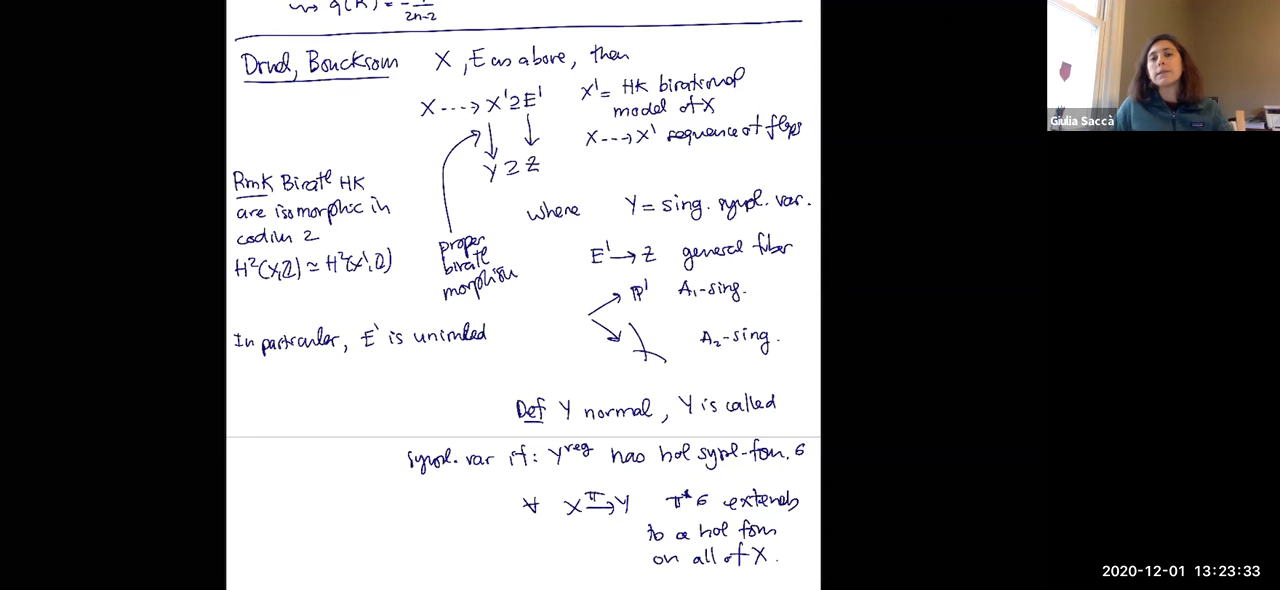 q(R) = - 
2n-2
Druel, Boucksom X, E as above, then
X ---> X' ⊇ E' X' = HK birational
model of X
X ---> X' sequence of flops
Y ⊇ Z
Rmk Birat'l HK
are isomorphic in
codim 2
H²(X,Z) ≃ H²(X',Z)
where Y = sing. sympl. var.
proper
birat'l
morphism
E' → Z general fiber
P' A₁-sing.
In particular, E' is uniruled
A₂-sing.
Def Y normal, Y is called
sympl. var if: Y^reg has hol sympl-form. σ
∀ X →^π Y π*σ extends
to a hol form
on all of X.
Giulia Saccà
2020-12-01 13:23:33